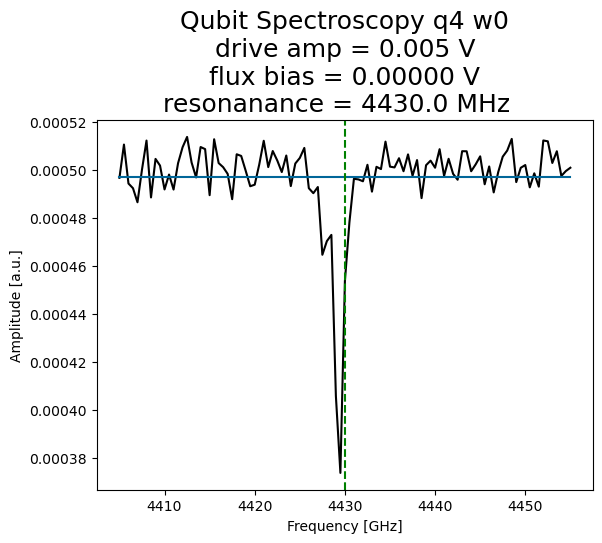 Qubit Spectroscopy q4 w0
drive amp = 0.005 V
flux bias = 0.00000 V
resonanance = 4430.0 MHz
0.00052
0.00050
0.00048
0.00046
0.00044
0.00042
0.00040
0.00038
Amplitude [a.u.]
4410 4420 4430 4440 4450
Frequency [GHz]